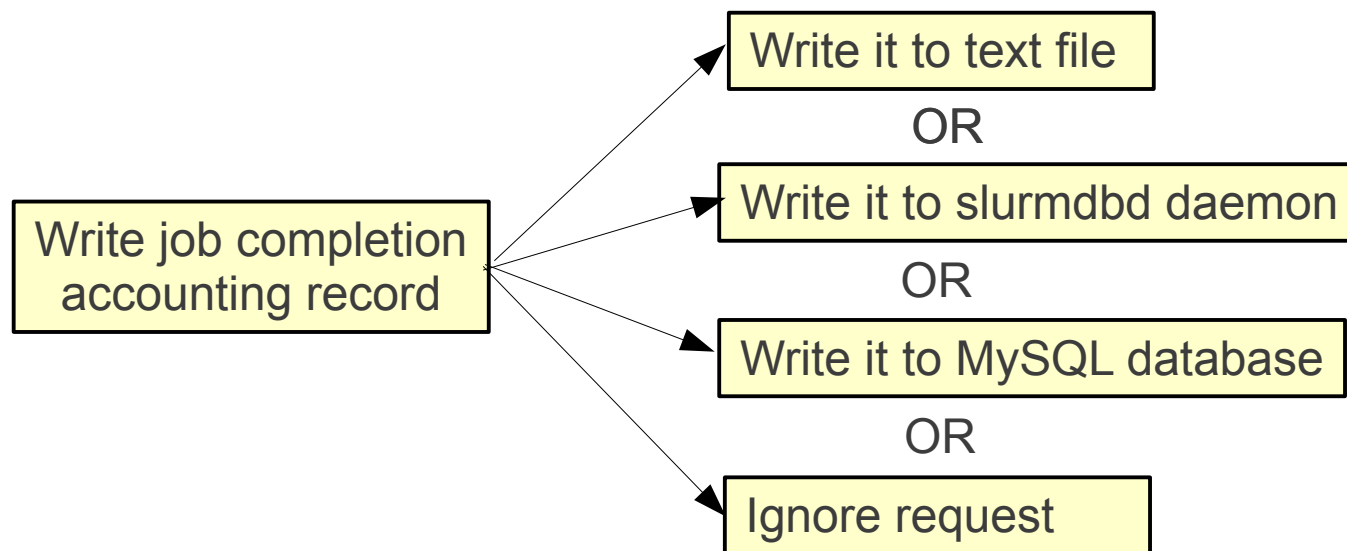 Write it to text file
OR
Write it to slurmdbd daemon
Write job completion
accounting record
OR
Write it to MySQL database
OR
Ignore request